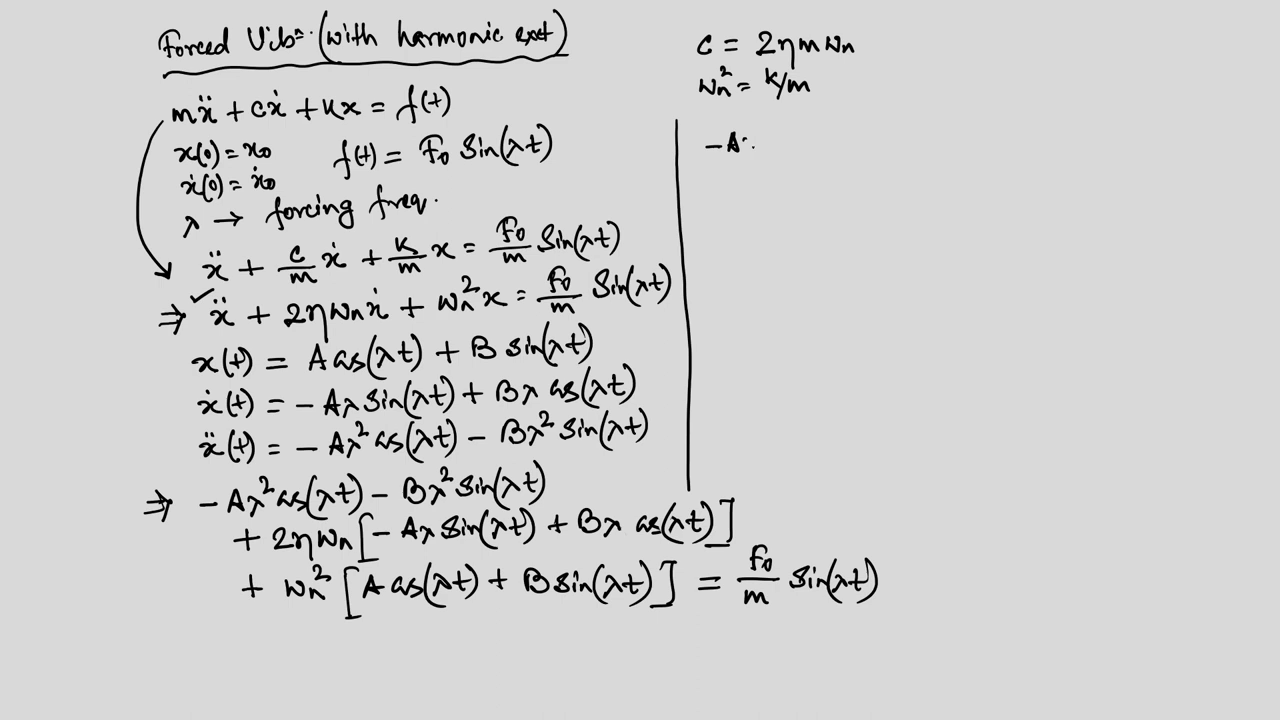 Forced Vibⁿ. (with harmonic exct)
mẍ + cẋ + kx = f(t)
x(0) = x₀
f(t) = F₀ Sin(λt)
ẋ(0) = ẋ₀
λ → forcing freq.
ẍ + c/m ẋ + k/m x = F₀/m Sin(λt)
⇒ ✓ ẍ + 2ηωₙẋ + ωₙ²x = F₀/m Sin(λt)
x(t) = A cos(λt) + B Sin(λt)
ẋ(t) = - Aλ Sin(λt) + Bλ cos(λt)
ẍ(t) = - Aλ² cos(λt) - Bλ² Sin(λt)
⇒ - Aλ² cos(λt) - Bλ² Sin(λt)
+ 2ηωₙ [- Aλ Sin(λt) + Bλ cos(λt)]
+ ωₙ² [A cos(λt) + B sin(λt)] = F₀/m Sin(λt)
c = 2ηmωₙ
ωₙ² = k/m
-A